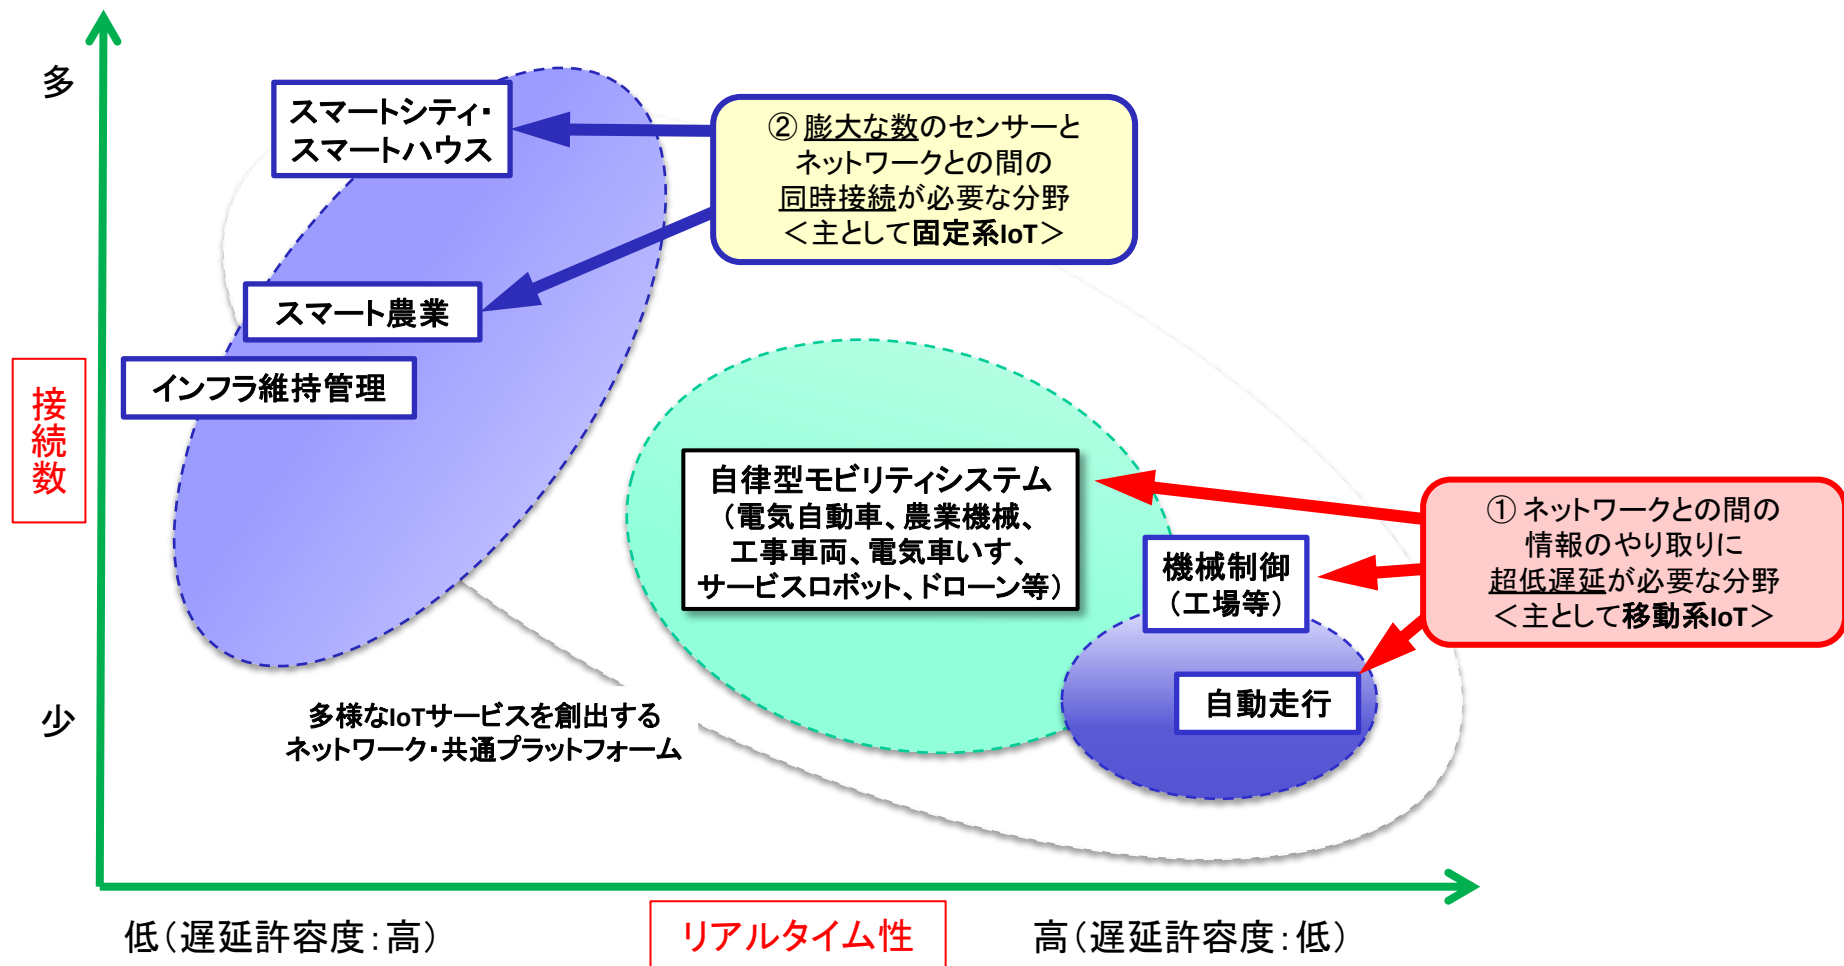 多
スマートシティ・
スマートハウス
② 膨大な数のセンサーと
ネットワークとの間の
同時接続が必要な分野
＜主として固定系IoT＞
スマート農業
インフラ維持管理
接続数
自律型モビリティシステム
（電気自動車、農業機械、
工事車両、電気車いす、
サービスロボット、ドローン等）
① ネットワークとの間の
情報のやり取りに
超低遅延が必要な分野
＜主として移動系IoT＞
機械制御
（工場等）
自動走行
少
多様なIoTサービスを創出する
ネットワーク・共通プラットフォーム
低（遅延許容度：高）
リアルタイム性
高（遅延許容度：低）